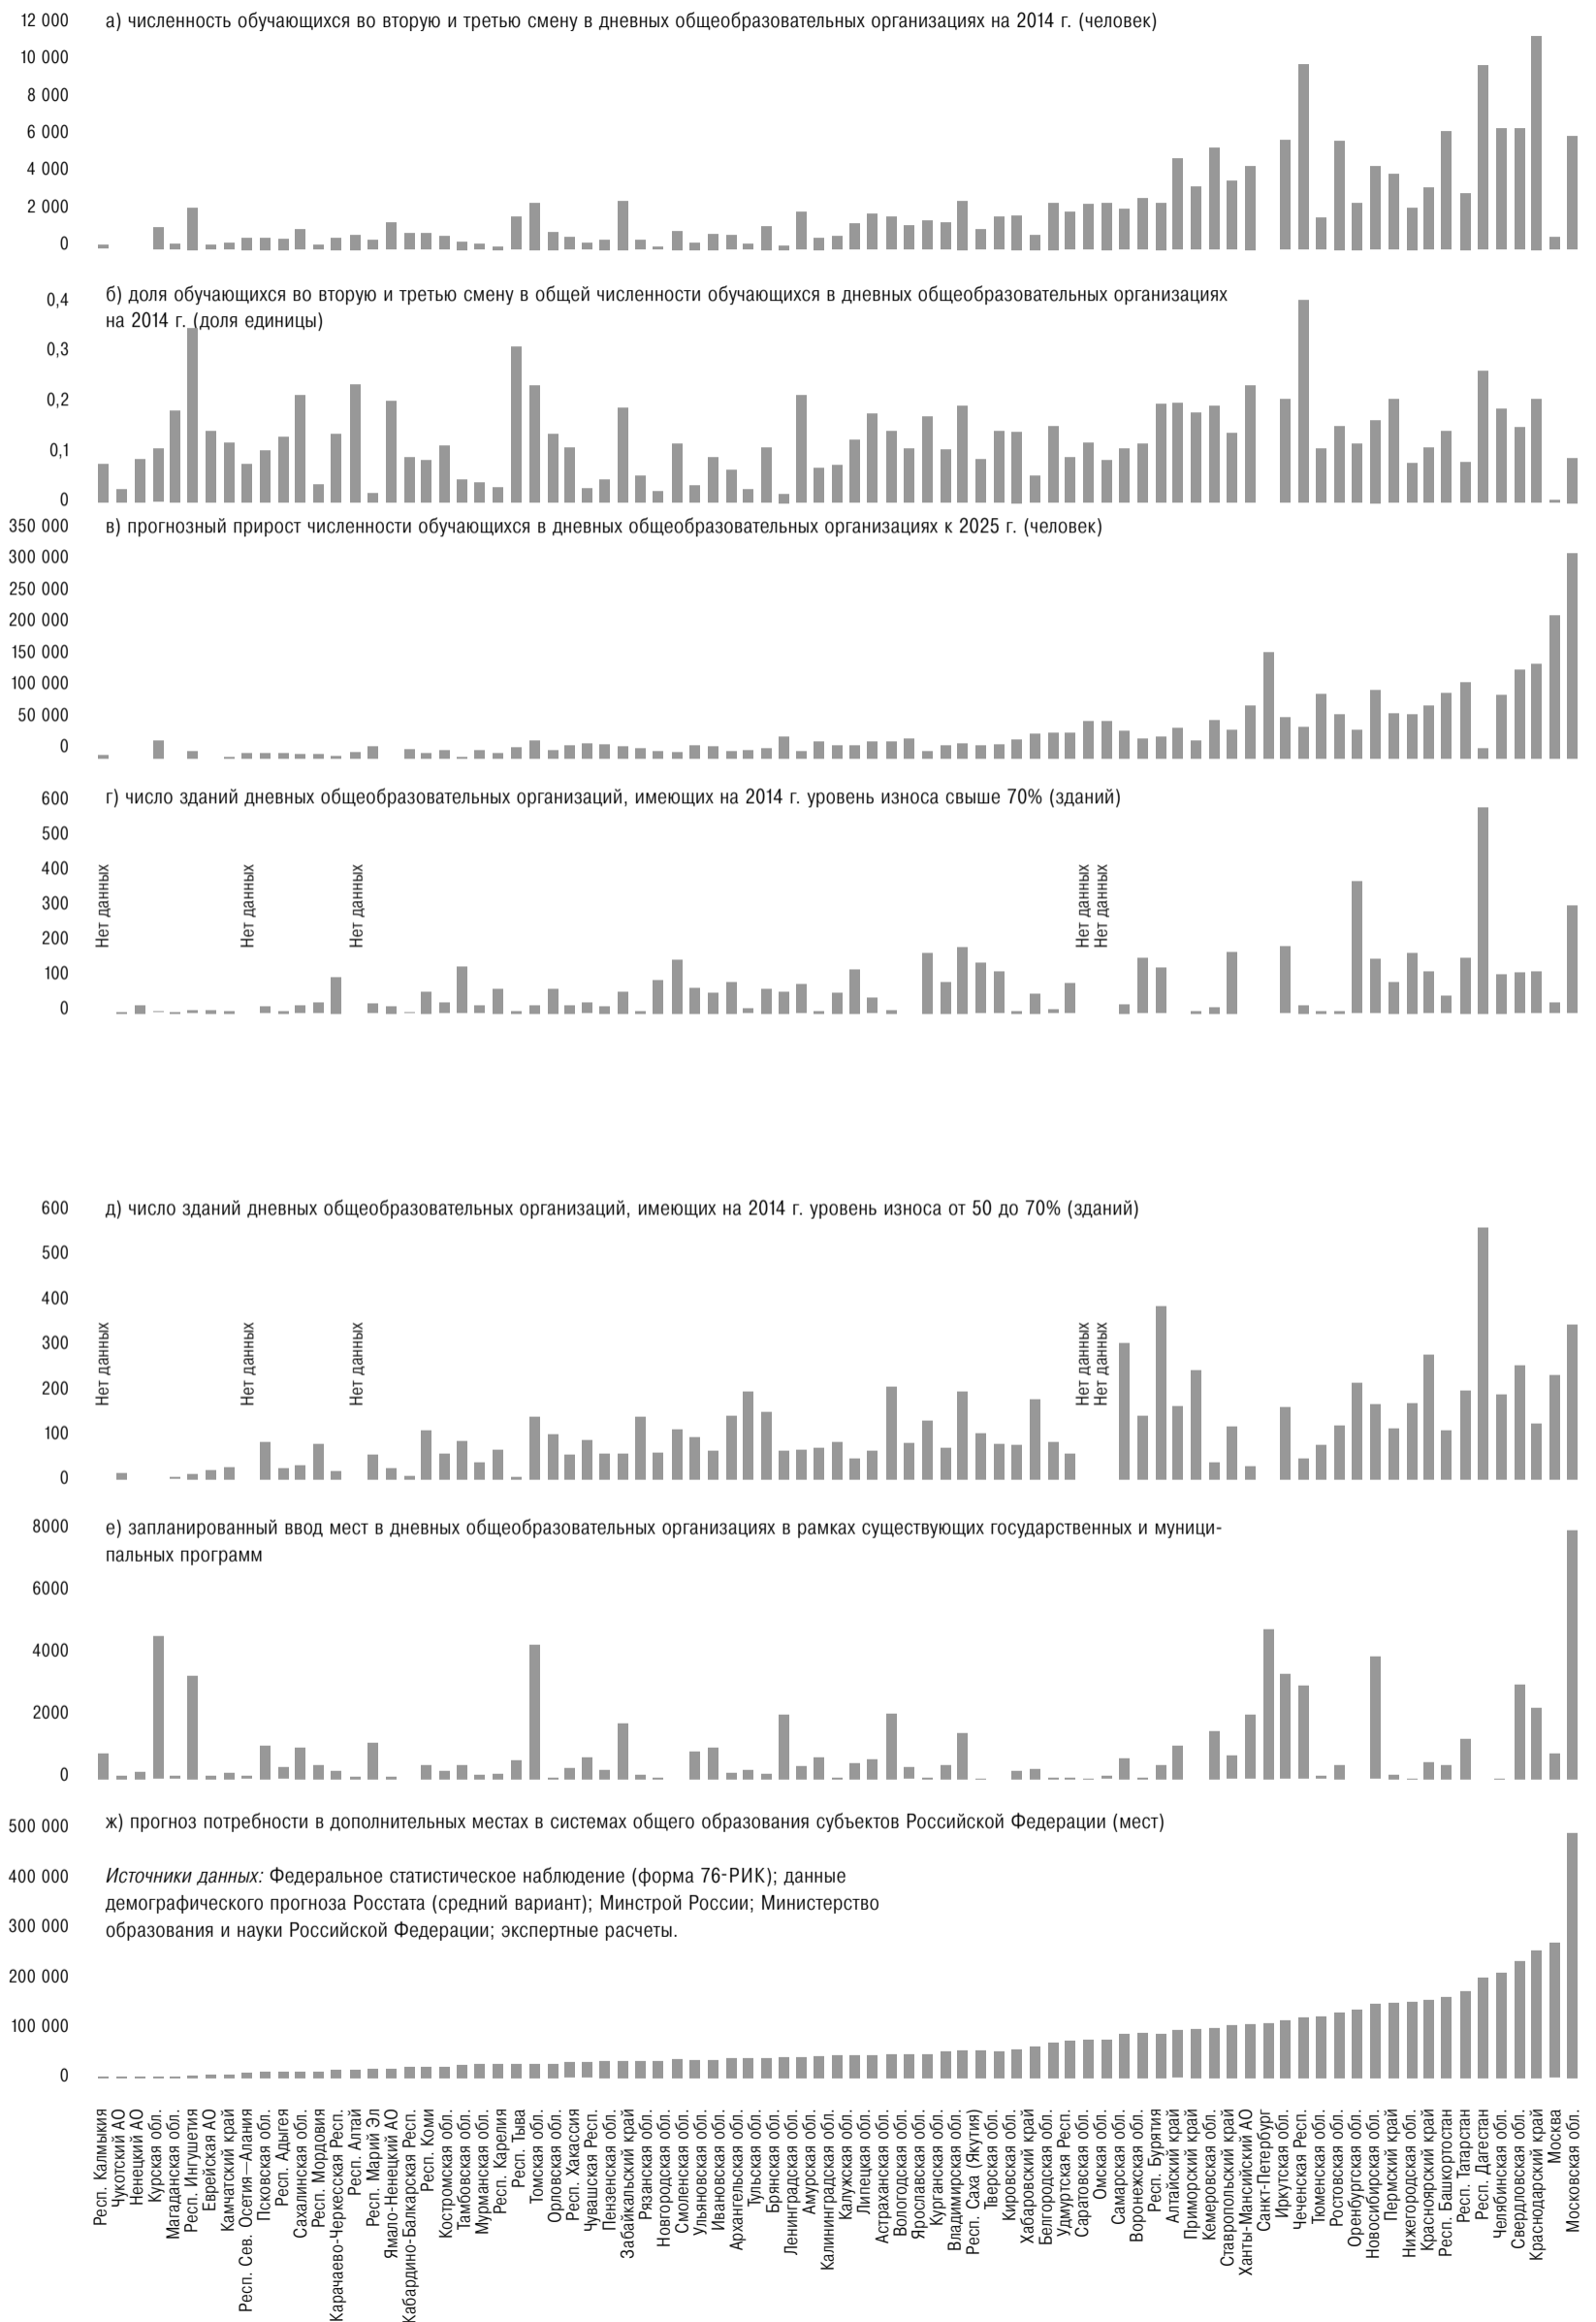 12 000
а) численность обучающихся во вторую и третью смену в дневных общеобразовательных организациях на 2014 г. (человек)
10 000
8 000
6 000
4 000
2 000
0
0,4
б) доля обучающихся во вторую и третью смену в общей численности обучающихся в дневных общеобразовательных организациях
на 2014 г. (доля единицы)
0,3
0,2
0,1
0
350 000
в) прогнозный прирост численности обучающихся в дневных общеобразовательных организациях к 2025 г. (человек)
300 000
250 000
200 000
150 000
100 000
50 000
0
600
г) число зданий дневных общеобразовательных организаций, имеющих на 2014 г. уровень износа свыше 70% (зданий)
500
400
300
200
100
0
Нет данных
Нет данных
Нет данных
Нет данных
Нет данных
600
д) число зданий дневных общеобразовательных организаций, имеющих на 2014 г. уровень износа от 50 до 70% (зданий)
500
400
300
200
100
0
Нет данных
Нет данных
Нет данных
Нет данных
Нет данных
8000
е) запланированный ввод мест в дневных общеобразовательных организациях в рамках существующих государственных и муници-
пальных программ
6000
4000
2000
0
500 000
ж) прогноз потребности в дополнительных местах в системах общего образования субъектов Российской Федерации (мест)
400 000
Источники данных: Федеральное статистическое наблюдение (форма 76-РИК); данные
демографического прогноза Росстата (средний вариант); Минстрой России; Министерство
образования и науки Российской Федерации; экспертные расчеты.
300 000
200 000
100 000
0
Респ. Калмыкия
Чукотский АО
Ненецкий АО
Курская обл.
Магаданская обл.
Респ. Ингушетия
Еврейская АО
Камчатский край
Респ. Сев. Осетия—Алания
Псковская обл.
Респ. Адыгея
Сахалинская обл.
Респ. Мордовия
Карачаево-Черкесская Респ.
Респ. Алтай
Респ. Марий Эл
Ямало-Ненецкий АО
Кабардино-Балкарская Респ.
Респ. Коми
Костромская обл.
Тамбовская обл.
Мурманская обл.
Респ. Карелия
Респ. Тыва
Томская обл.
Орловская обл.
Респ. Хакассия
Чувашская Респ.
Пензенская обл.
Забайкальский край
Рязанская обл.
Новгородская обл.
Смоленская обл.
Ульяновская обл.
Ивановская обл.
Архангельская обл.
Тульская обл.
Брянская обл.
Ленинградская обл.
Амурская обл.
Калининградская обл.
Калужская обл.
Липецкая обл.
Астраханская обл.
Вологодская обл.
Ярославская обл.
Курганская обл.
Владимирская обл.
Респ. Саха (Якутия)
Тверская обл.
Кировская обл.
Хабаровский край
Белгородская обл.
Удмуртская Респ.
Саратовская обл.
Омская обл.
Самарская обл.
Воронежская обл.
Респ. Бурятия
Алтайский край
Приморский край
Кемеровская обл.
Ставропольский край
Ханты-Мансийский АО
Санкт-Петербург
Иркутская обл.
Чеченская Респ.
Тюменская обл.
Ростовская обл.
Оренбургская обл.
Новосибирская обл.
Пермский край
Нижегородская обл.
Красноярский край
Респ. Башкортостан
Респ. Татарстан
Респ. Дагестан
Челябинская обл.
Свердловская обл.
Краснодарский край
Москва
Московская обл.